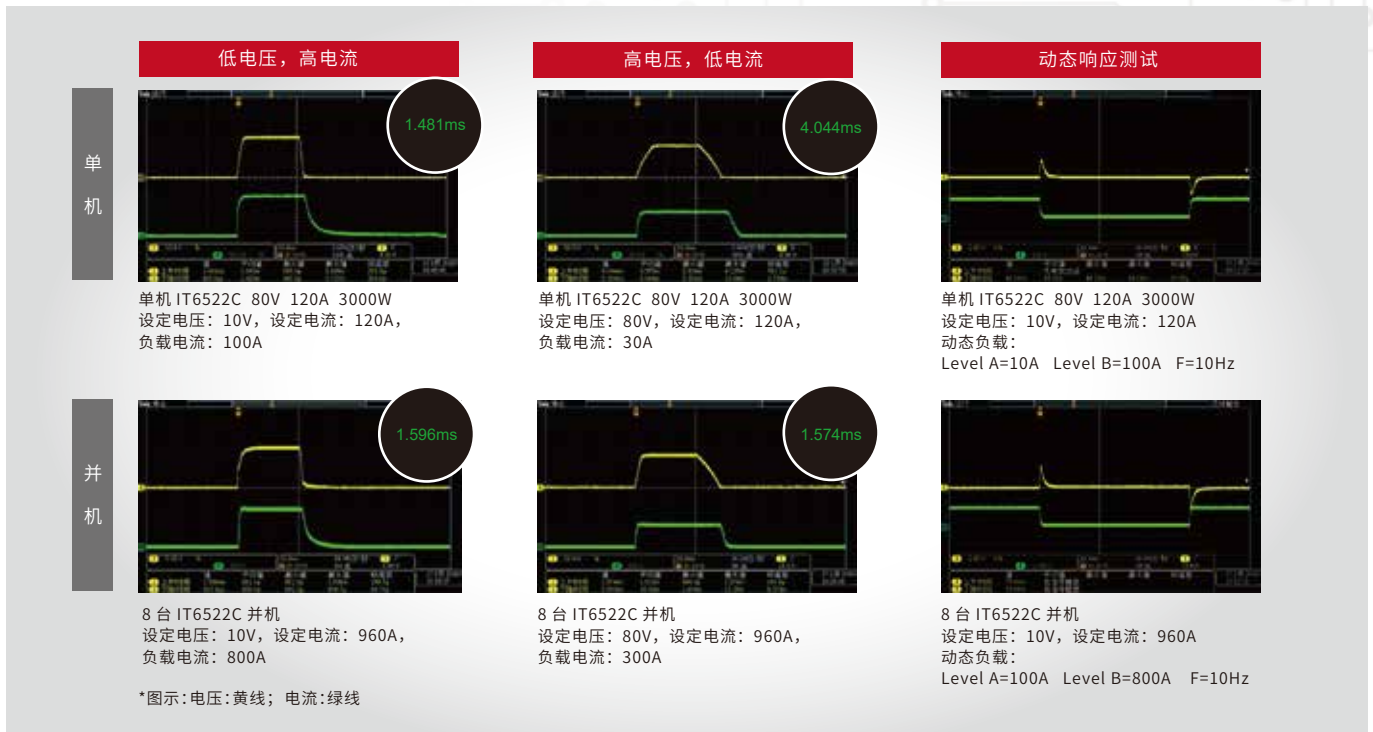 低电压，高电流
高电压，低电流
动态响应测试
单机
1.481ms
4.044ms
单机 IT6522C 80V 120A 3000W
设定电压：10V，设定电流：120A，
负载电流：100A
单机 IT6522C 80V 120A 3000W
设定电压：80V，设定电流：120A，
负载电流：30A
单机 IT6522C 80V 120A 3000W
设定电压：10V，设定电流：120A
动态负载：
Level A=10A Level B=100A F=10Hz
并机
1.596ms
1.574ms
8 台 IT6522C 并机
设定电压：10V，设定电流：960A，
负载电流：800A
8 台 IT6522C 并机
设定电压：80V，设定电流：960A，
负载电流：300A
8 台 IT6522C 并机
设定电压：10V，设定电流：960A
动态负载：
Level A=100A Level B=800A F=10Hz
*图示：电压：黄线；电流：绿线